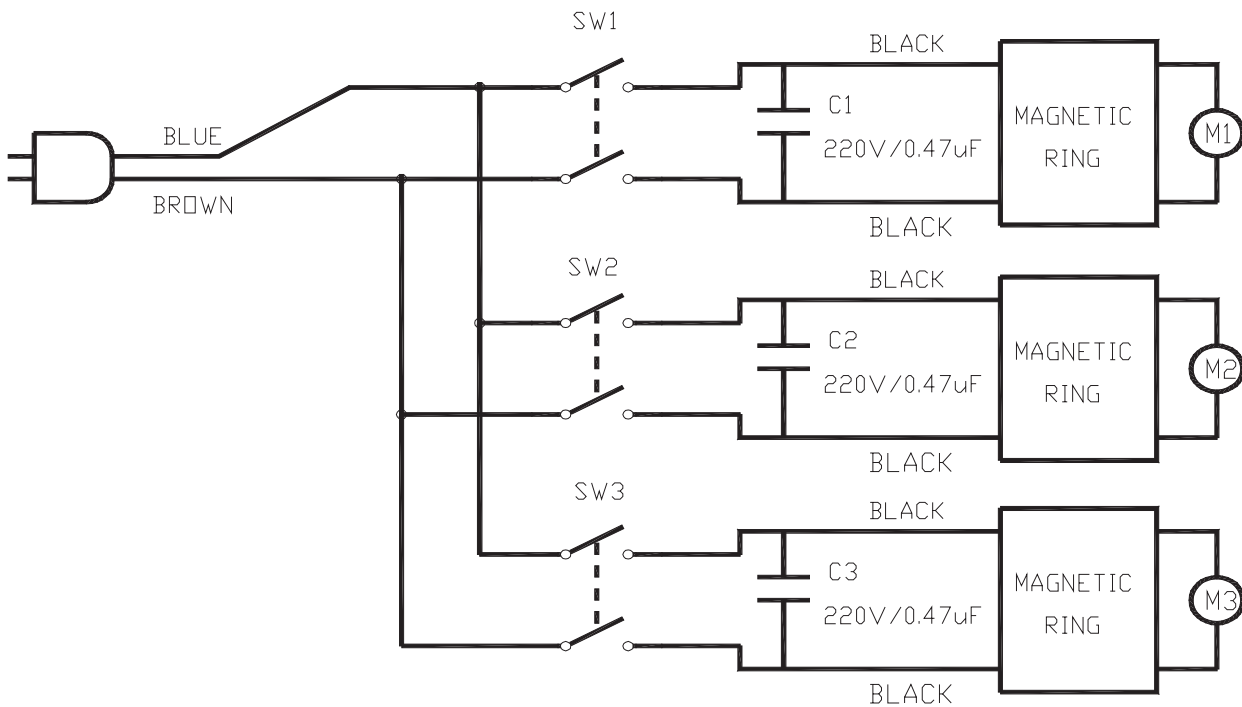 SW1
BLACK
C1
220V/0.47uF
MAGNETIC
RING
M1
BLUE
BROWN
BLACK
SW2
BLACK
C2
220V/0.47uF
MAGNETIC
RING
M2
BLACK
SW3
BLACK
C3
220V/0.47uF
MAGNETIC
RING
M3
BLACK